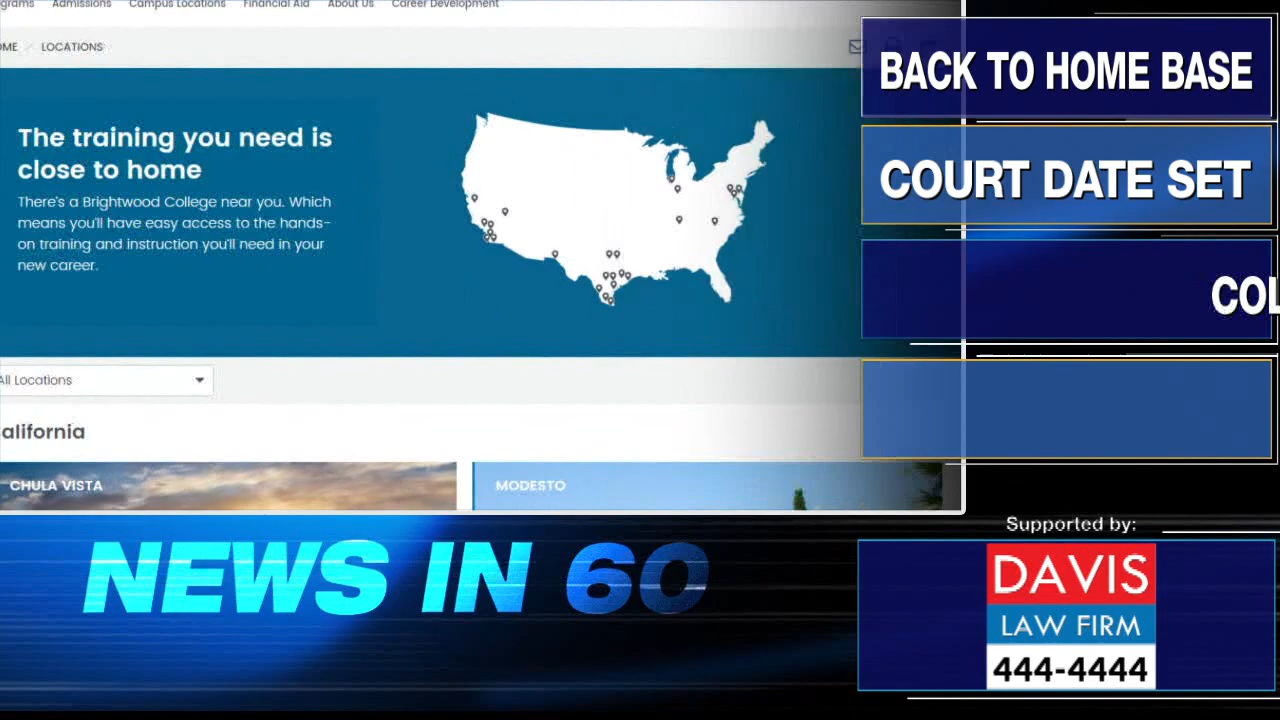 Admissions Campus Locations Financial Aid About Us Career Development
LOCATIONS
The training you need is
close to home
There's a Brightwood College near you. Which
means you'll have easy access to the hands-
on training and instruction you'll need in your
new career.
All Locations
alifornia
CHULA VISTA
MODESTO
BACK TO HOME BASE
COURT DATE SET
COL
NEWS IN 60
Supported by:
DAVIS
LAW FIRM
444-4444